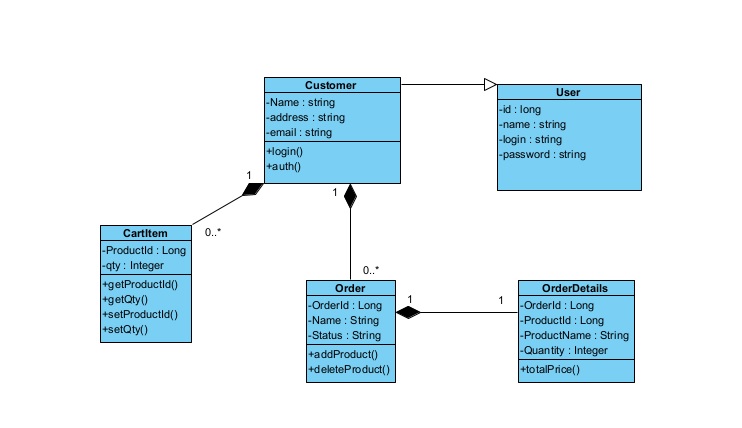 Customer
-Name : string
-address : string
-email : string
+login()
+auth()
User
-id : long
-name : string
-login : string
-password : string
1
1
0..*
CartItem
-ProductId : Long
-qty : Integer
+getProductId()
+getQty()
+setProductId()
+setQty()
0..*
Order
-OrderId : Long
-Name : String
-Status : String
+addProduct()
+deleteProduct()
1
1
OrderDetails
-OrderId : Long
-ProductId : Long
-ProductName : String
-Quantity : Integer
+totalPrice()